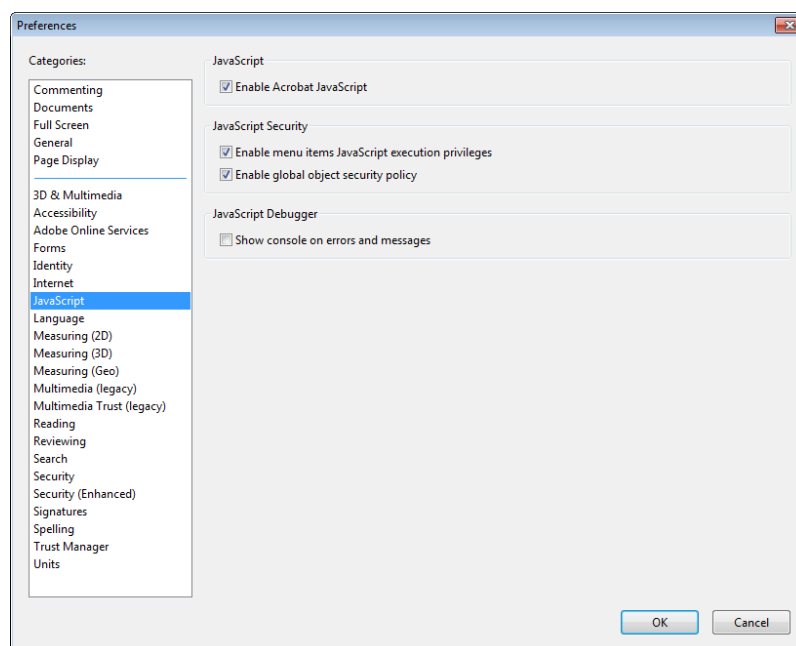 Preferences
Categories:
Commenting
Documents
Full Screen
General
Page Display
3D & Multimedia
Accessibility
Adobe Online Services
Forms
Identity
Internet
JavaScript
Language
Measuring (2D)
Measuring (3D)
Measuring (Geo)
Multimedia (legacy)
Multimedia Trust (legacy)
Reading
Reviewing
Search
Security
Security (Enhanced)
Signatures
Spelling
Trust Manager
Units
JavaScript
Enable Acrobat JavaScript
JavaScript Security
Enable menu items JavaScript execution privileges
Enable global object security policy
JavaScript Debugger
Show console on errors and messages
OK
Cancel